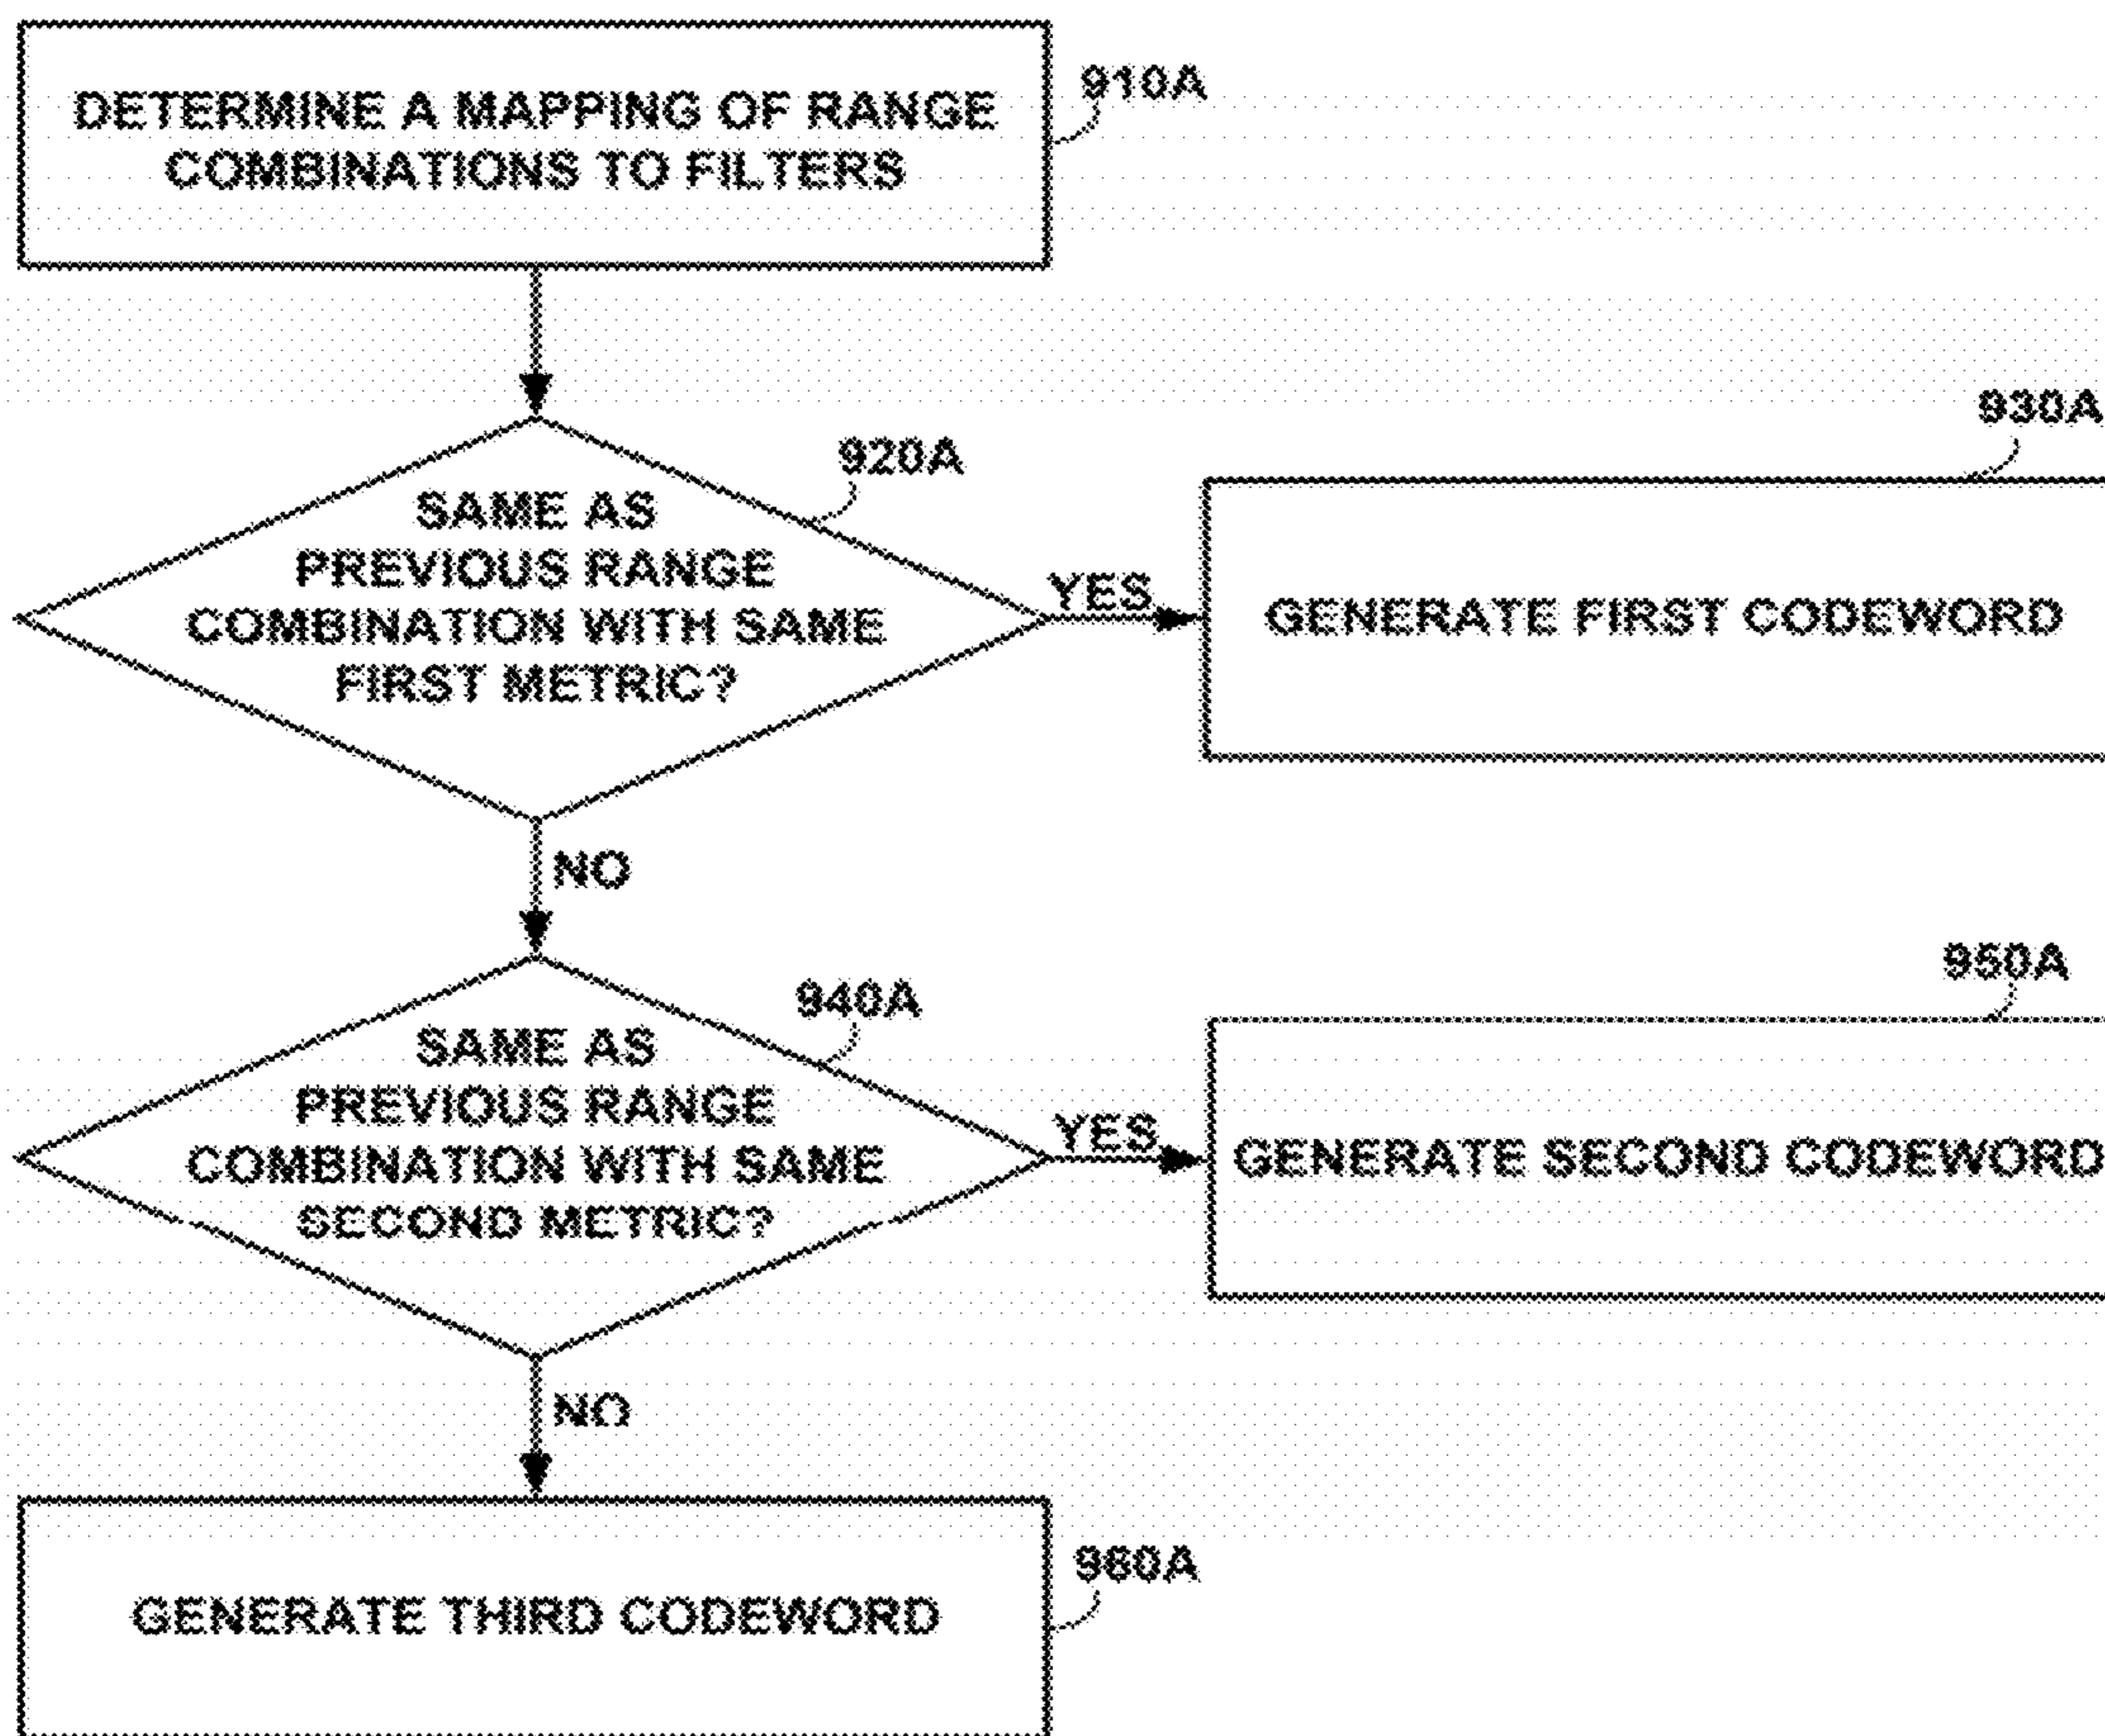 DETERMINE A MAPPING OF RANGE
COMBINATIONS TO FILTERS
910A
920A
SAME AS
PREVIOUS RANGE
COMBINATION WITH SAME
FIRST METRIC?
YES
930A
GENERATE FIRST CODEWORD
NO
940A
SAME AS
PREVIOUS RANGE
COMBINATION WITH SAME
SECOND METRIC?
YES
950A
GENERATE SECOND CODEWORD
NO
GENERATE THIRD CODEWORD
960A